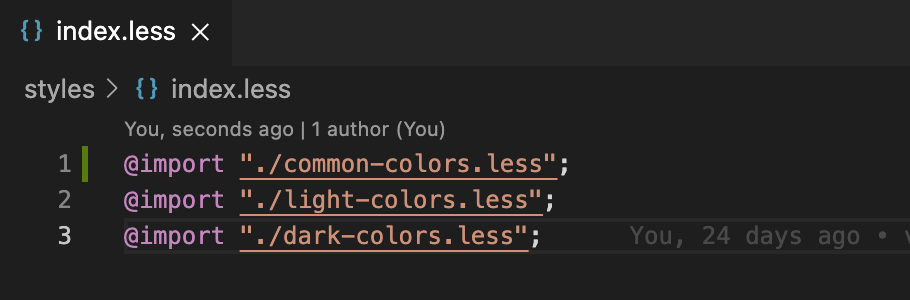 {} index.less ×
styles > {} index.less
You, seconds ago | 1 author (You)
1 @import "./common-colors.less";
2 @import "./light-colors.less";
3 @import "./dark-colors.less"; You, 24 days ago •